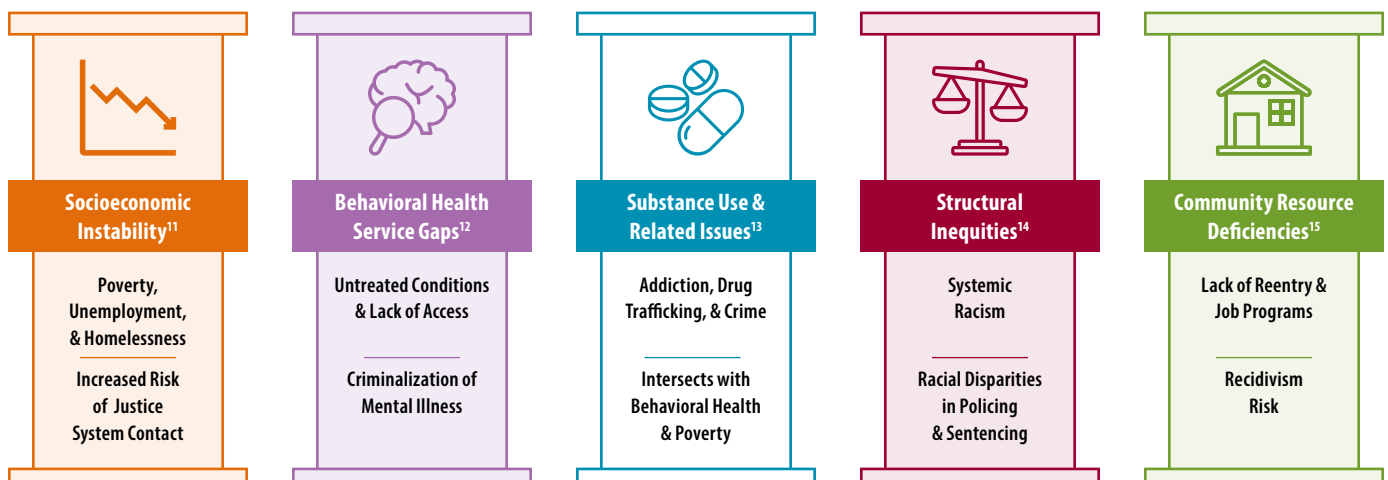 Socioeconomic
Instability11
Poverty,
Unemployment,
& Homelessness
Increased Risk
of Justice
System Contact
Behavioral Health
Service Gaps12
Untreated Conditions
& Lack of Access
Criminalization of
Mental Illness
Substance Use &
Related Issues13
Addiction, Drug
Trafficking, & Crime
Intersects with
Behavioral Health
& Poverty
Structural
Inequities14
Systemic
Racism
Racial Disparities
in Policing
& Sentencing
Community Resource
Deficiencies15
Lack of Reentry &
Job Programs
Recidivism
Risk